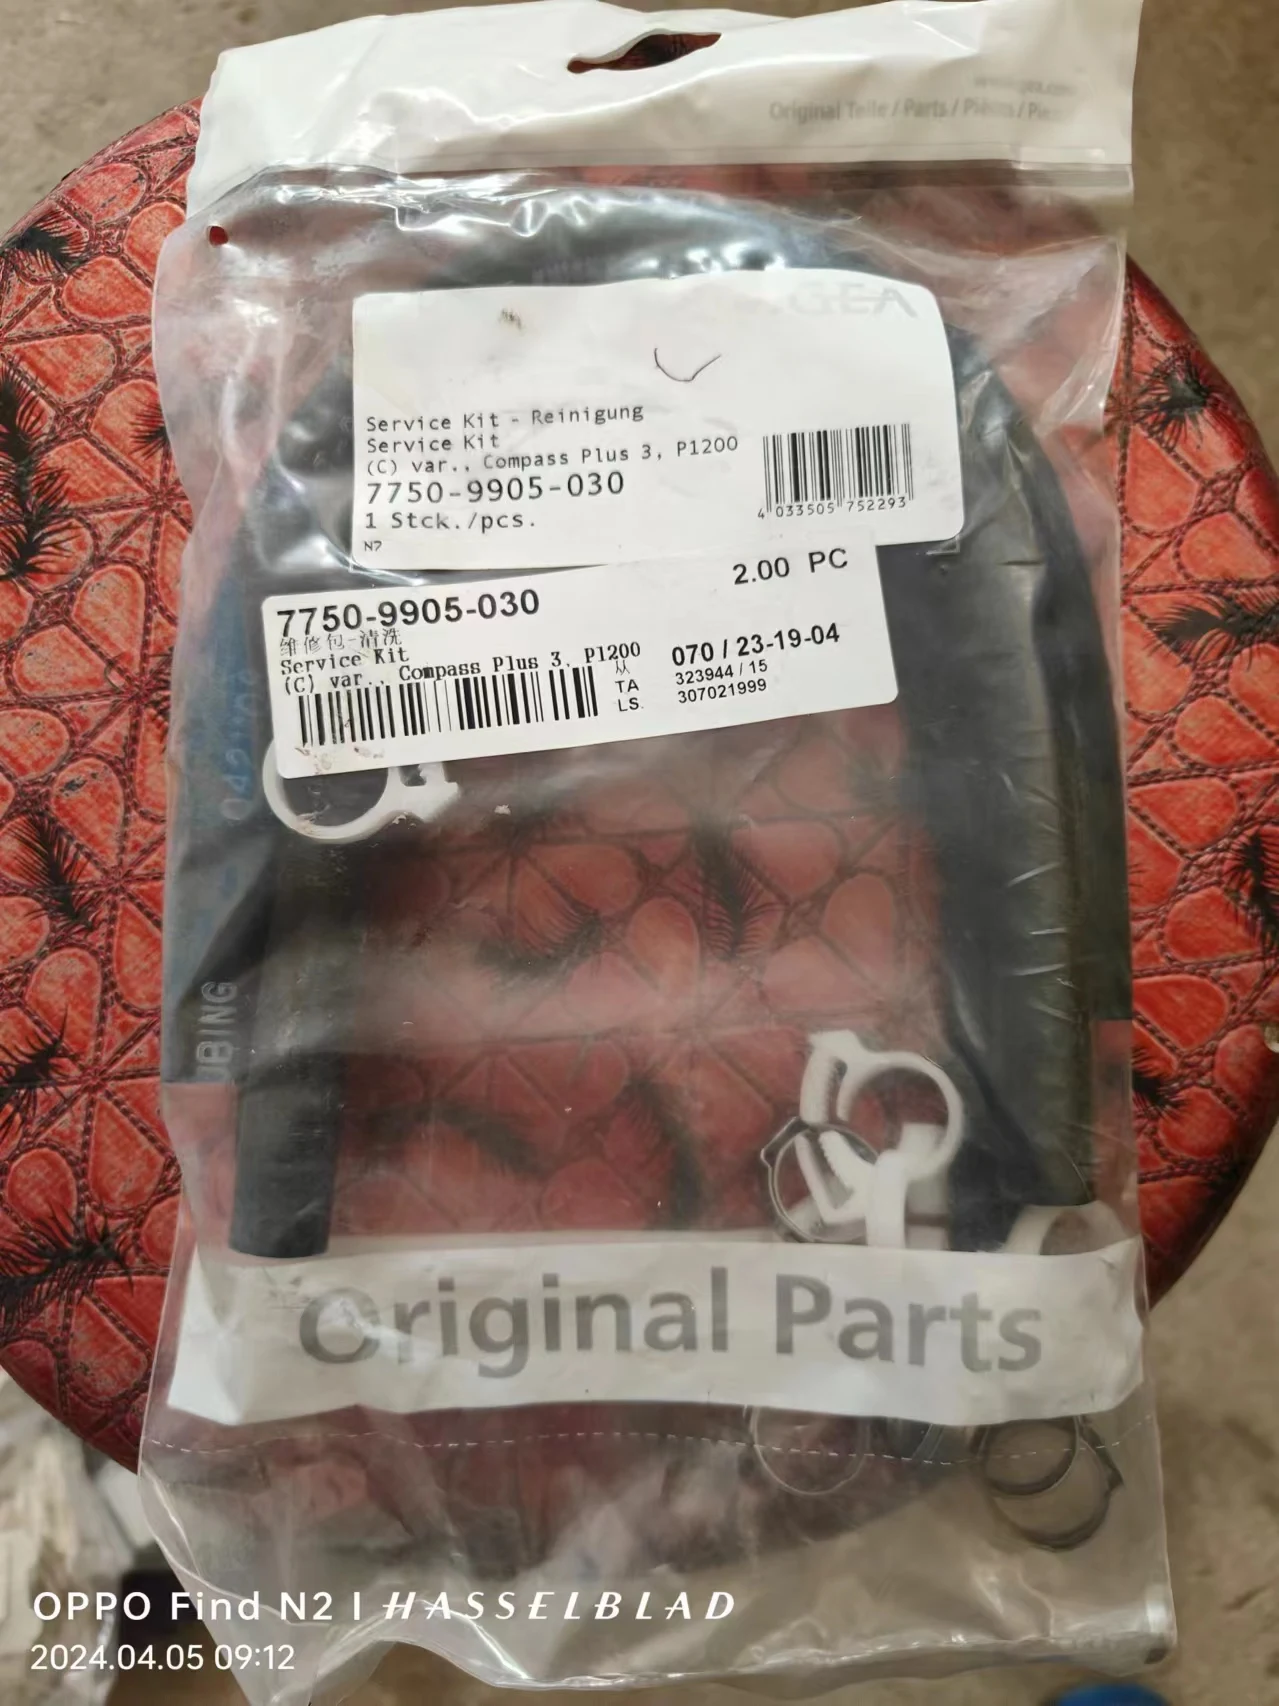 Original Teile / Parts / Pièces /
GEA
Service Kit - Reinigung
Service Kit
(C) var., Compass Plus 3, P1200
7750-9905-030
1 Stck./pcs.
N7
4 033505 752293
2.00 PC
7750-9905-030
维修包-清洗
Service Kit
(C) var., Compass Plus 3, P1200
070 / 23-19-04
从 323944 / 15
TA 307021999
LS.
UBING
Original Parts
OPPO Find N2 | HASSELBLAD
2024.04.05 09:12